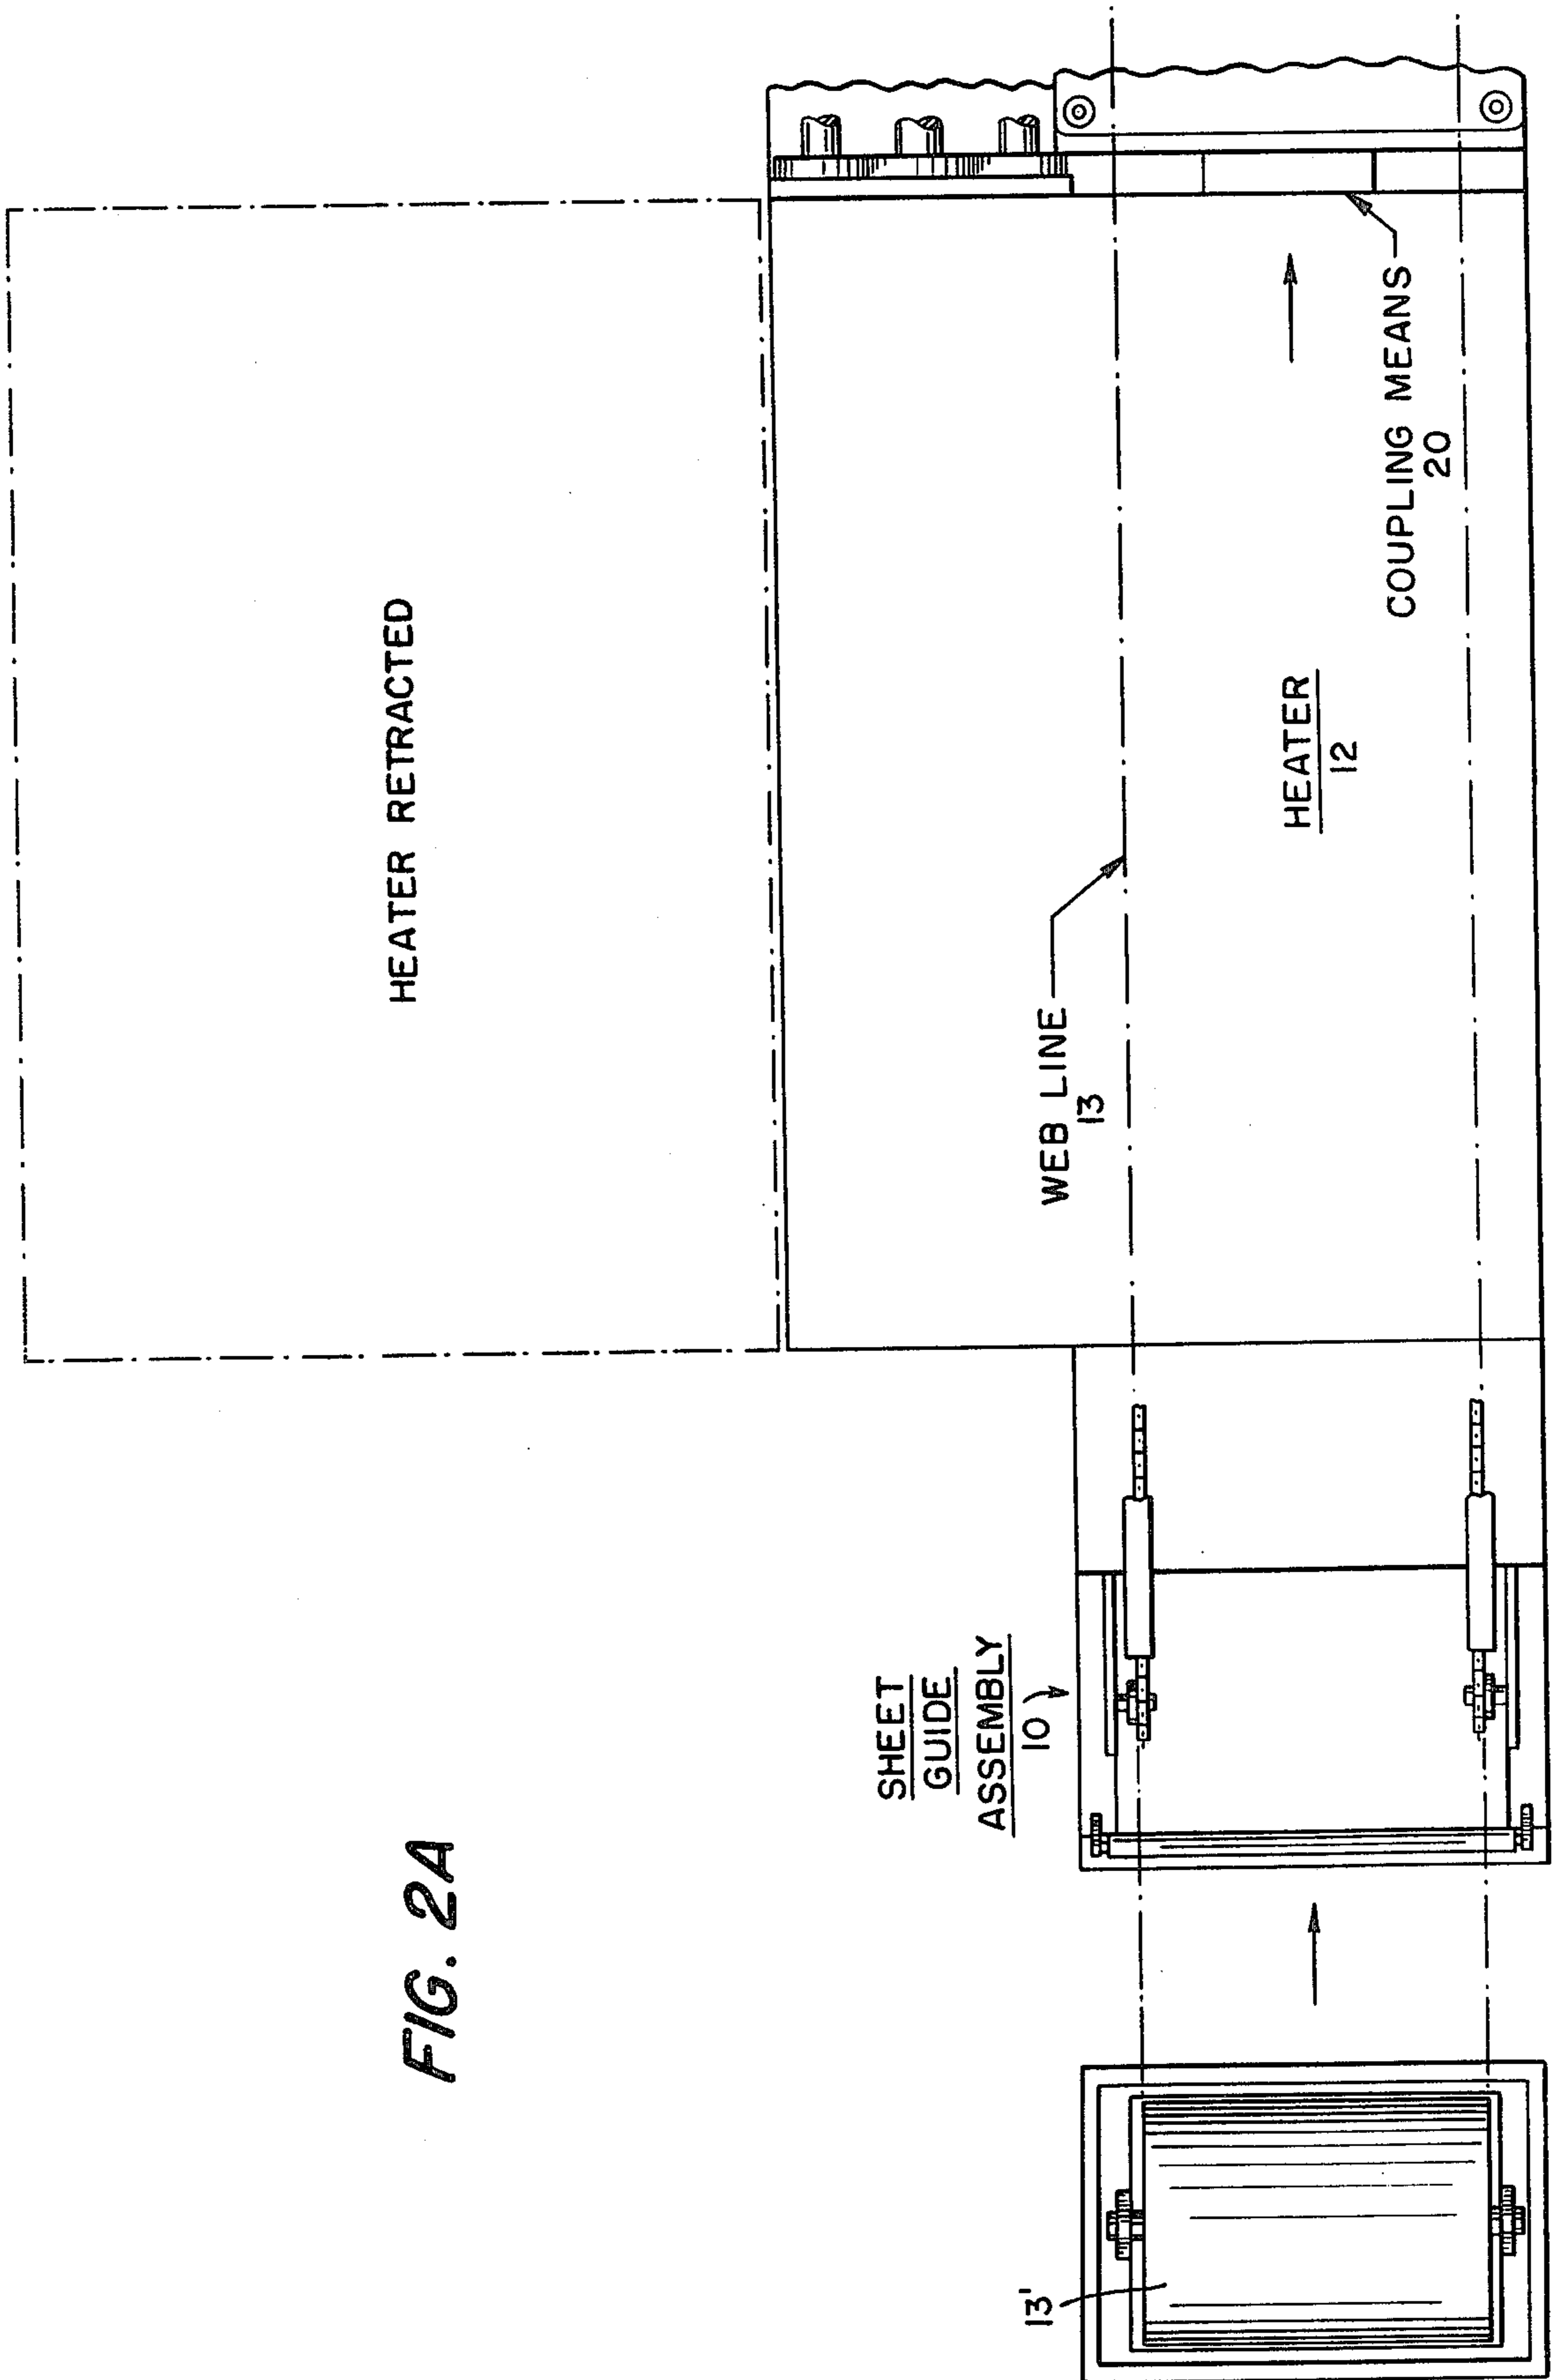 FIG. 2A
HEATER RETRACTED
SHEET
GUIDE
ASSEMBLY
10
WEB LINE
13
HEATER
12
COUPLING MEANS
20
13'